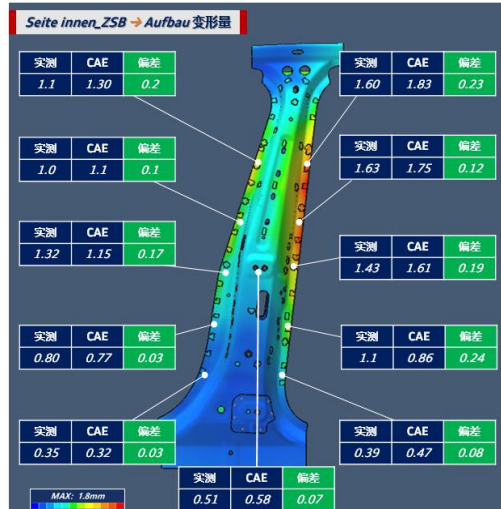 Seite innen_ZSB → Aufbau 变形量
实测 CAE 偏差
1.1 1.30 0.2
实测 CAE 偏差
1.60 1.83 0.23
实测 CAE 偏差
1.0 1.1 0.1
实测 CAE 偏差
1.63 1.75 0.12
实测 CAE 偏差
1.32 1.15 0.17
实测 CAE 偏差
1.43 1.61 0.19
实测 CAE 偏差
0.80 0.77 0.03
实测 CAE 偏差
1.1 0.86 0.24
实测 CAE 偏差
0.35 0.32 0.03
实测 CAE 偏差
0.39 0.47 0.08
实测 CAE 偏差
0.51 0.58 0.07
MAX: 1.8mm